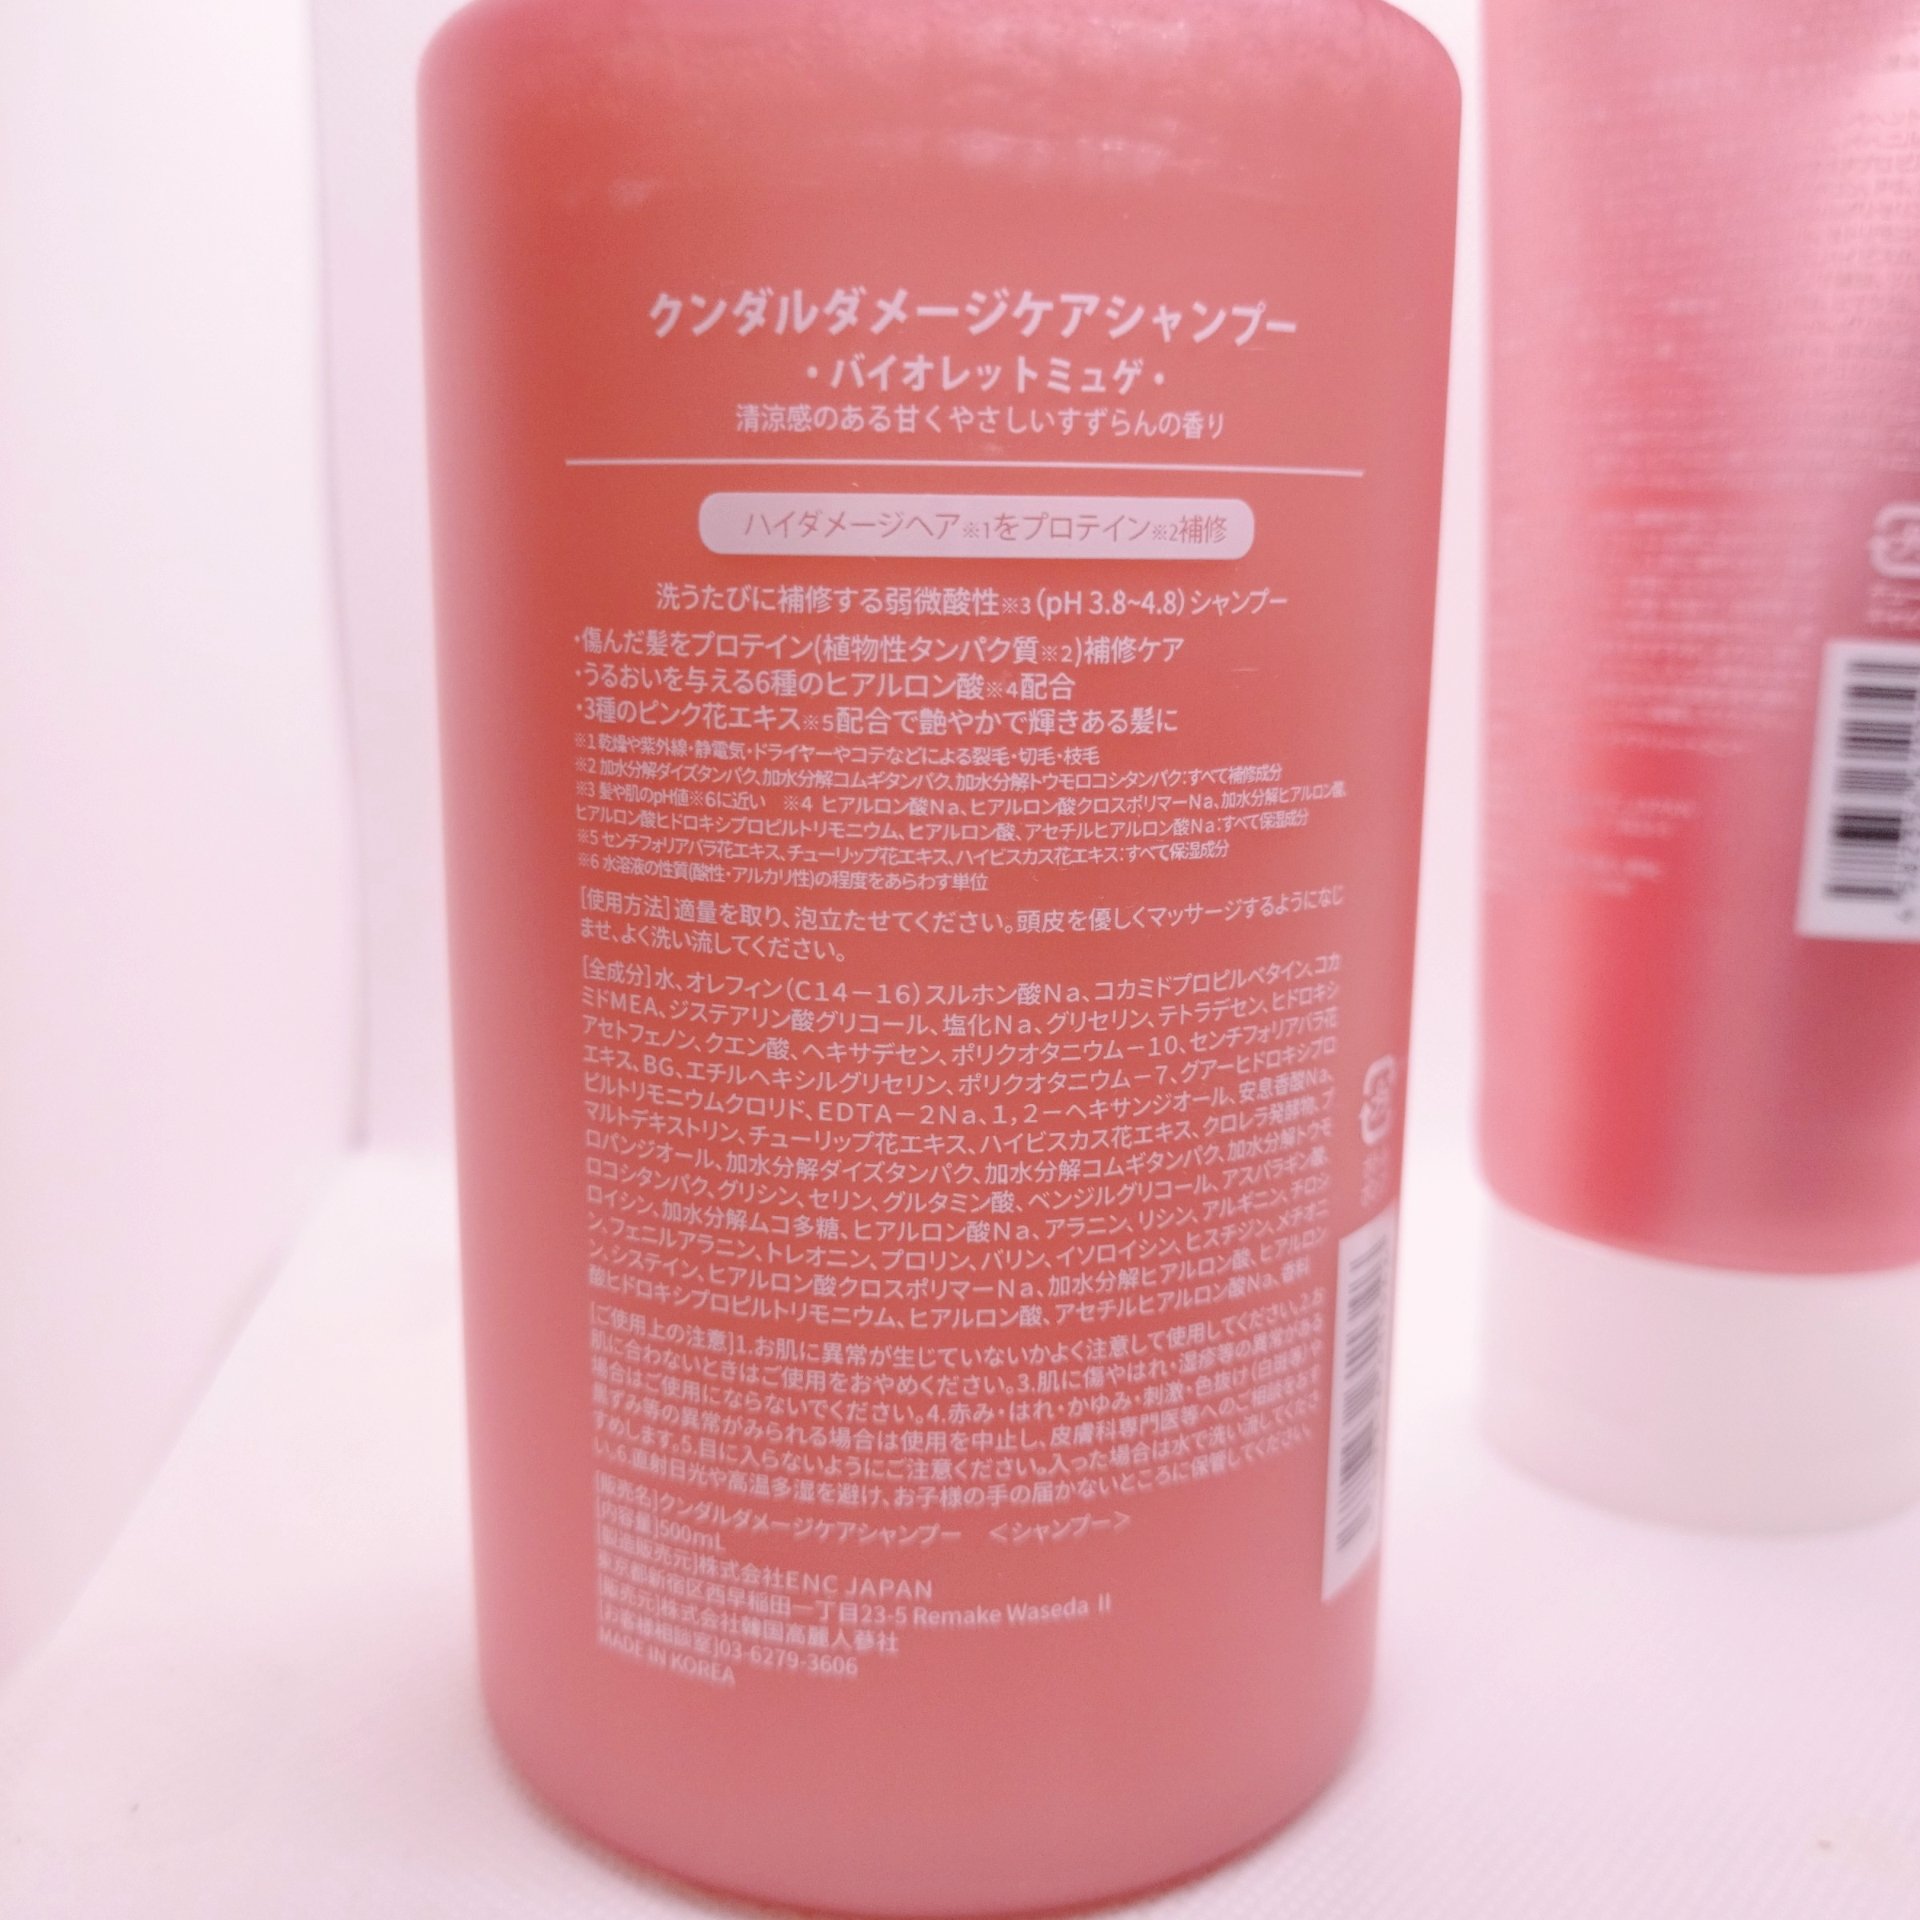 クンダルダメージケアシャンプー
・バイオレットミュゲ・
清涼感のある甘くやさしいすずらんの香り
ハイダメージヘア※1をプロテイン※2補修
洗うたびに補修する弱微酸性※3(pH 3.8~4.8)シャンプー
・傷んだ髪をプロテイン(植物性タンパク質※2)補修ケア
・うるおいを与える6種のヒアルロン酸※4配合
・3種のピンク花エキス※5配合で艶やかで輝きある髪に
※1 乾燥や紫外線・静電気・ドライヤーやコテなどによる裂毛・切毛・枝毛
※2 加水分解ダイズタンパク、加水分解コムギタンパク、加水分解トウモロコシタンパク:すべて補修成分
※3 髪や肌のpH値※6に近い　※4 ヒアルロン酸Na、ヒアルロン酸クロスポリマーNa、加水分解ヒアルロン酸、
ヒアルロン酸ヒドロキシプロピルトリモニウム、ヒアルロン酸、アセチルヒアルロン酸Na:すべて保湿成分
※5 センチフォリアバラ花エキス、チューリップ花エキス、ハイビスカス花エキス:すべて保湿成分
※6 水溶液の性質(酸性・アルカリ性)の程度をあらわす単位
[使用方法]適量を取り、泡立たせてください。頭皮を優しくマッサージするようになじ
ませ、よく洗い流してください。
[全成分]水、オレフィン(C14－16)スルホン酸Na、コカミドプロピルベタイン、コカ
ミドMEA、ジステアリン酸グリコール、塩化Na、グリセリン、テトラデセン、ヒドロキシ
アセトフェノン、クエン酸、ヘキサデセン、ポリクオタニウム－10、センチフォリアバラ花
エキス、BG、エチルヘキシルグリセリン、ポリクオタニウム－7、グアーヒドロキシプロ
ピルトリモニウムクロリド、EDTA－2Na、1,2－ヘキサンジオール、安息香酸Na、
マルトデキストリン、チューリップ花エキス、ハイビスカス花エキス、クロレラ発酵物、プ
ロパンジオール、加水分解ダイズタンパク、加水分解コムギタンパク、加水分解トウモ
ロコシタンパク、グリシン、セリン、グルタミン酸、ベンジルグリコール、アスパラギン酸、
ロイシン、加水分解ムコ多糖、ヒアルロン酸Na、アラニン、リシン、アルギニン、チロシ
ン、フェニルアラニン、トレオニン、プロリン、バリン、イソロイシン、ヒスチジン、メチオニ
ン、システイン、ヒアルロン酸クロスポリマーNa、加水分解ヒアルロン酸、ヒアルロン
酸ヒドロキシプロピルトリモニウム、ヒアルロン酸、アセチルヒアルロン酸Na、香料
[ご使用上の注意]1.お肌に異常が生じていないかよく注意して使用してください。2.お
肌に合わないときはご使用をおやめください。3.肌に傷やはれ・湿疹等の異常がある
場合はご使用にならないでください。4.赤み・はれ・かゆみ・刺激・色抜け(白斑等)や
黒ずみ等の異常がみられる場合は使用を中止し、皮膚科専門医等へのご相談をおす
すめします。5.目に入らないようにご注意ください。入った場合は水で洗い流してくださ
い。6.直射日光や高温多湿を避け、お子様の手の届かないところに保管してください。
[販売名]クンダルダメージケアシャンプー　＜シャンプー＞
[内容量]500mL
[製造販売元]株式会社ENC JAPAN
東京都新宿区西早稲田一丁目23-5 Remake Waseda II
[販売元]株式会社韓国高麗人蔘社
[お客様相談室]03-6279-3606
MADE IN KOREA